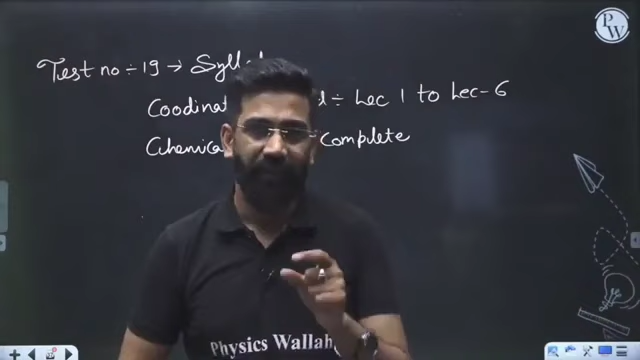 Test no ÷ 19 → Syll
PW
Coodinat d ÷ Lec 1 to Lec - 6
Chemica Complete
Physics Wallah